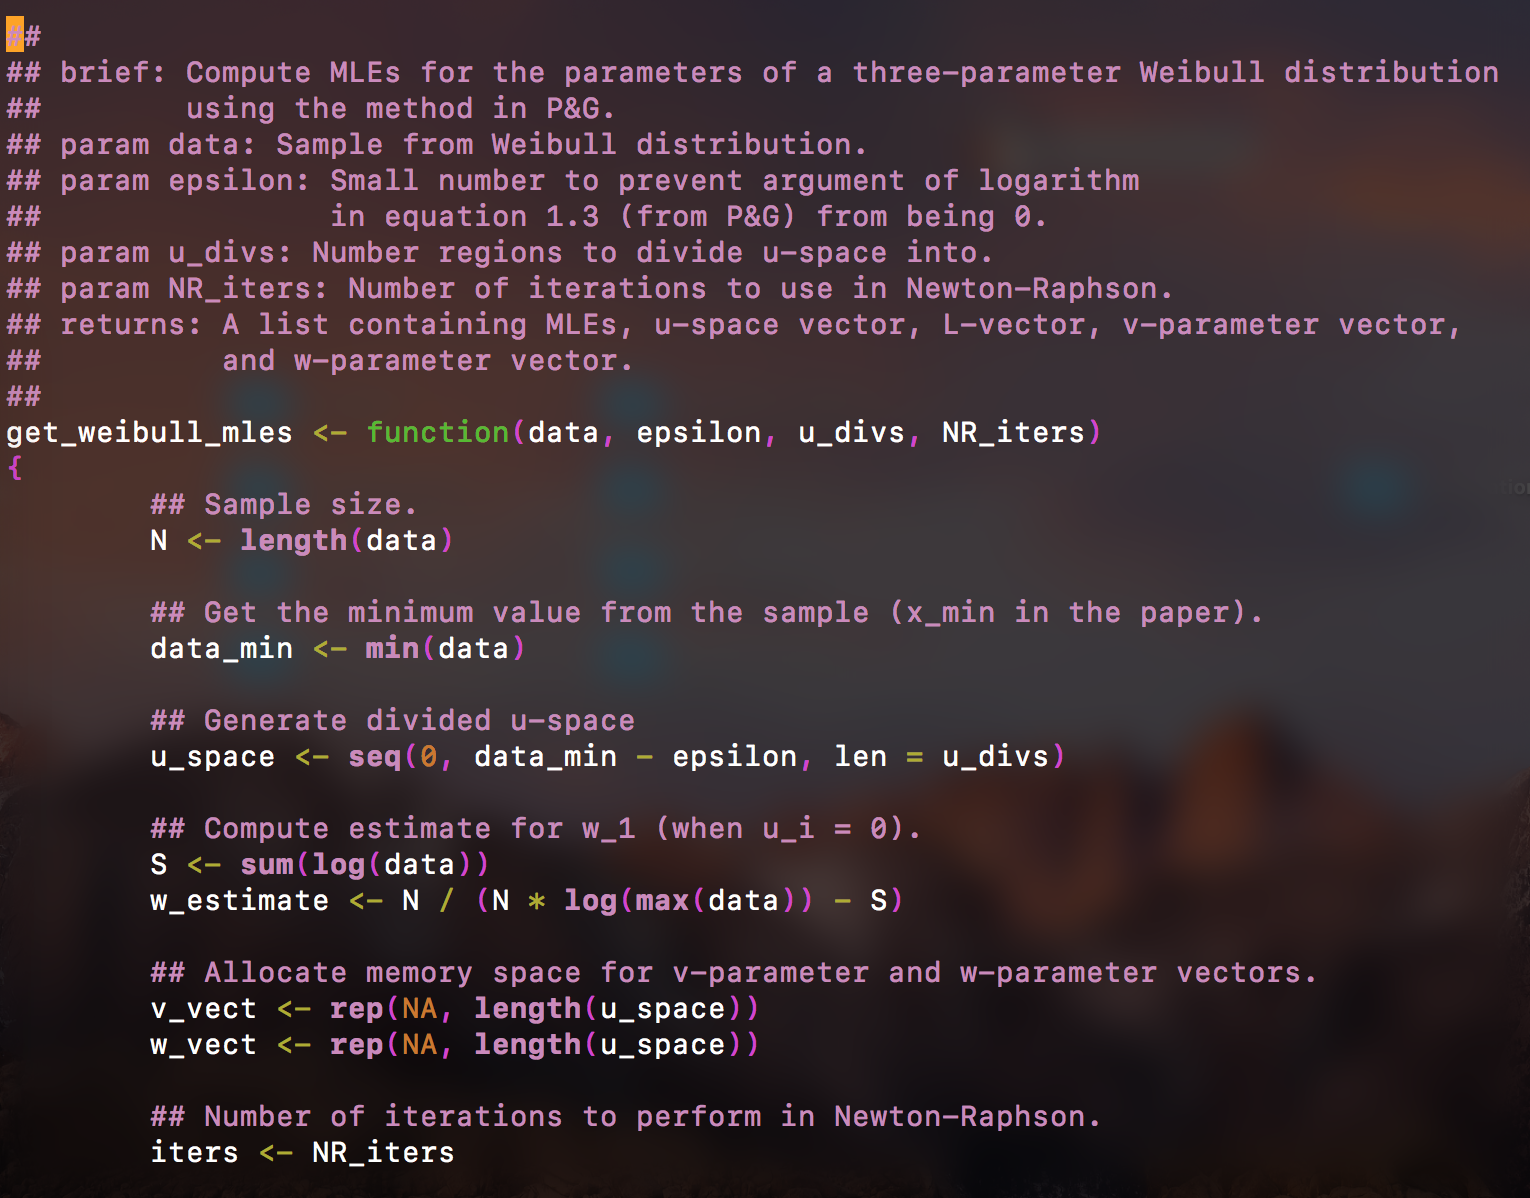 ##
## brief: Compute MLEs for the parameters of a three-parameter Weibull distribution
##        using the method in P&G.
## param data: Sample from Weibull distribution.
## param epsilon: Small number to prevent argument of logarithm
##                in equation 1.3 (from P&G) from being 0.
## param u_divs: Number regions to divide u-space into.
## param NR_iters: Number of iterations to use in Newton-Raphson.
## returns: A list containing MLEs, u-space vector, L-vector, v-parameter vector,
##          and w-parameter vector.
##
get_weibull_mles <- function(data, epsilon, u_divs, NR_iters)
{
        ## Sample size.
        N <- length(data)

        ## Get the minimum value from the sample (x_min in the paper).
        data_min <- min(data)

        ## Generate divided u-space
        u_space <- seq(0, data_min - epsilon, len = u_divs)

        ## Compute estimate for w_1 (when u_i = 0).
        S <- sum(log(data))
        w_estimate <- N / (N * log(max(data)) - S)

        ## Allocate memory space for v-parameter and w-parameter vectors.
        v_vect <- rep(NA, length(u_space))
        w_vect <- rep(NA, length(u_space))

        ## Number of iterations to perform in Newton-Raphson.
        iters <- NR_iters